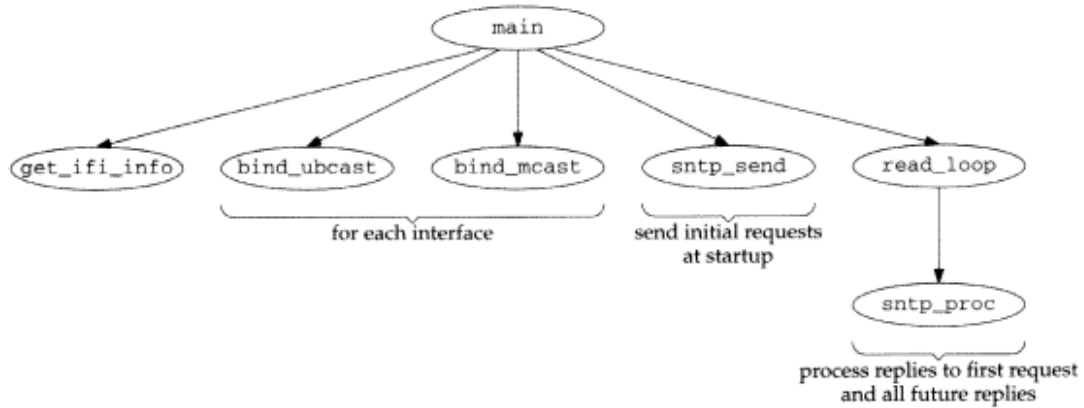 main
get_ifi_info
bind_ubcast
bind_mcast
sntp_send
read_loop
for each interface
send initial requests
at startup
sntp_proc
process replies to first request
and all future replies